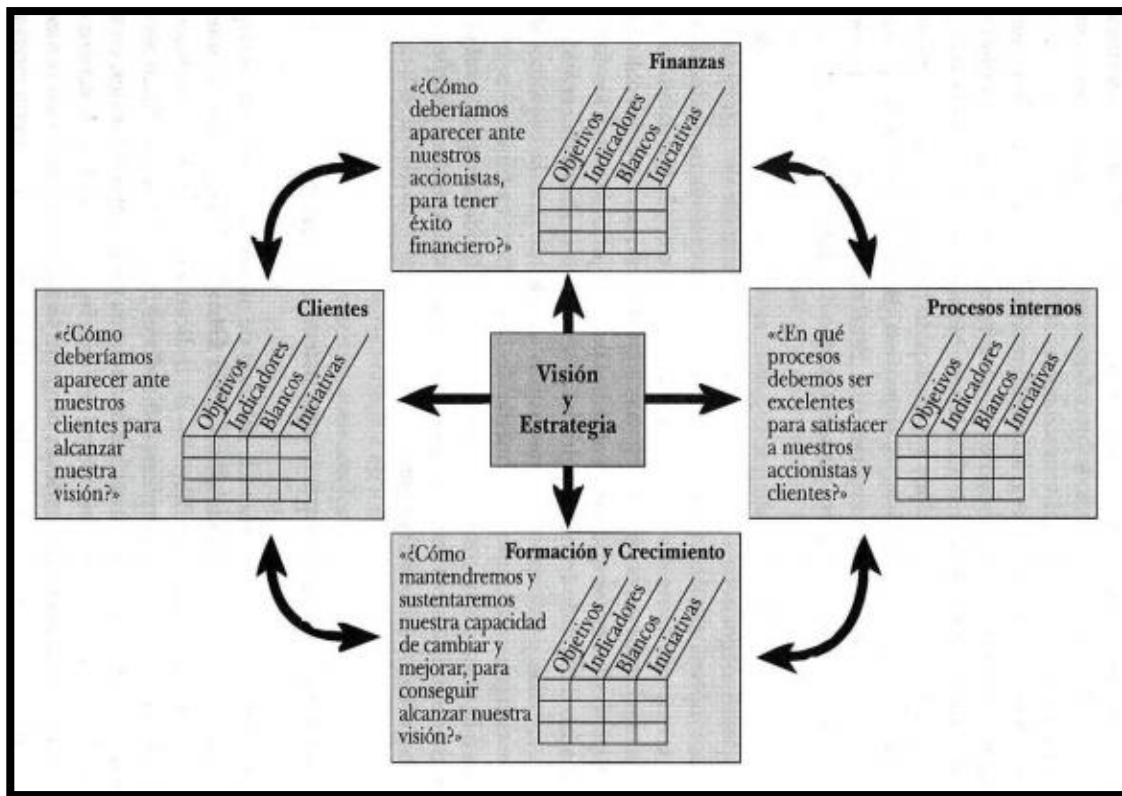 Finanzas
«¿Cómo
deberíamos
aparecer ante
nuestros
accionistas,
para tener
éxito
financiero?»
Objetivos
Indicadores
Blancos
Iniciativas
Clientes
«¿Cómo
deberíamos
aparecer ante
nuestros
clientes para
alcanzar
nuestra
visión?»
Objetivos
Indicadores
Blancos
Iniciativas
Visión
y
Estrategia
Procesos internos
«¿En qué
procesos
debemos ser
excelentes
para satisfacer
a nuestros
accionistas y
clientes?»
Objetivos
Indicadores
Blancos
Iniciativas
Formación y Crecimiento
«¿Cómo
mantendremos y
sustentaremos
nuestra capacidad
de cambiar y
mejorar, para
conseguir
alcanzar nuestra
visión?»
Objetivos
Indicadores
Blancos
Iniciativas